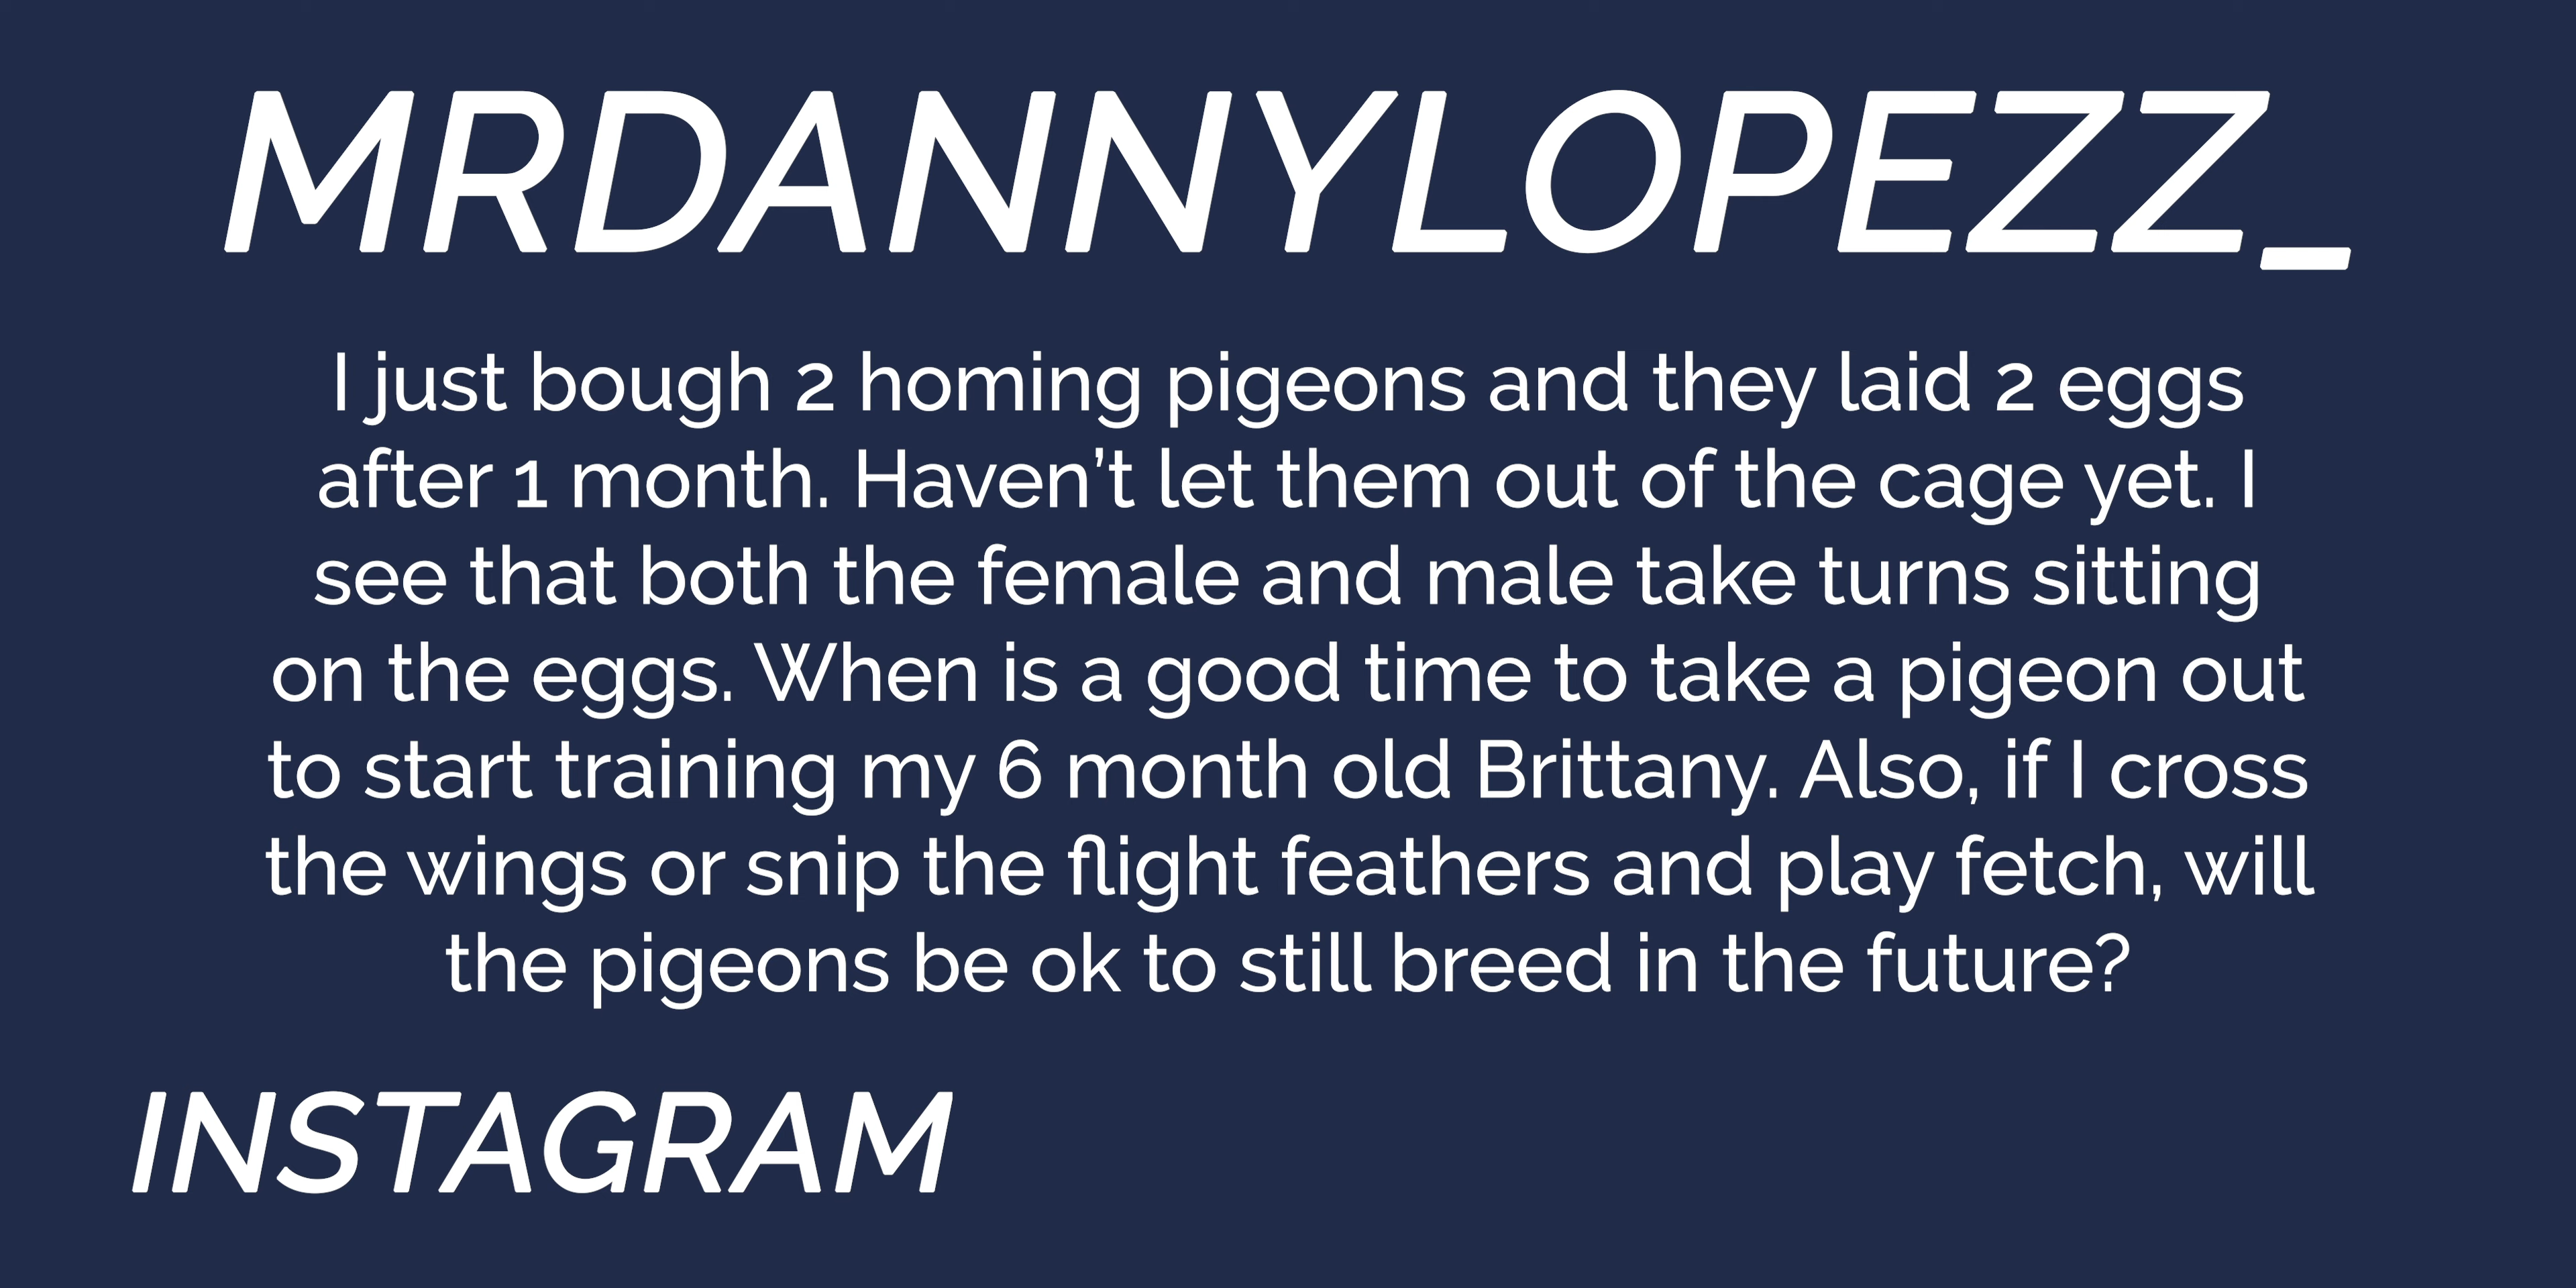 MRDANNYLOPEZZ_
I just bough 2 homing pigeons and they laid 2 eggs
after 1 month. Haven't let them out of the cage yet. I
see that both the female and male take turns sitting
on the eggs. When is a good time to take a pigeon out
to start training my 6 month old Brittany. Also, if I cross
the wings or snip the flight feathers and play fetch, will
the pigeons be ok to still breed in the future?
INSTAGRAM